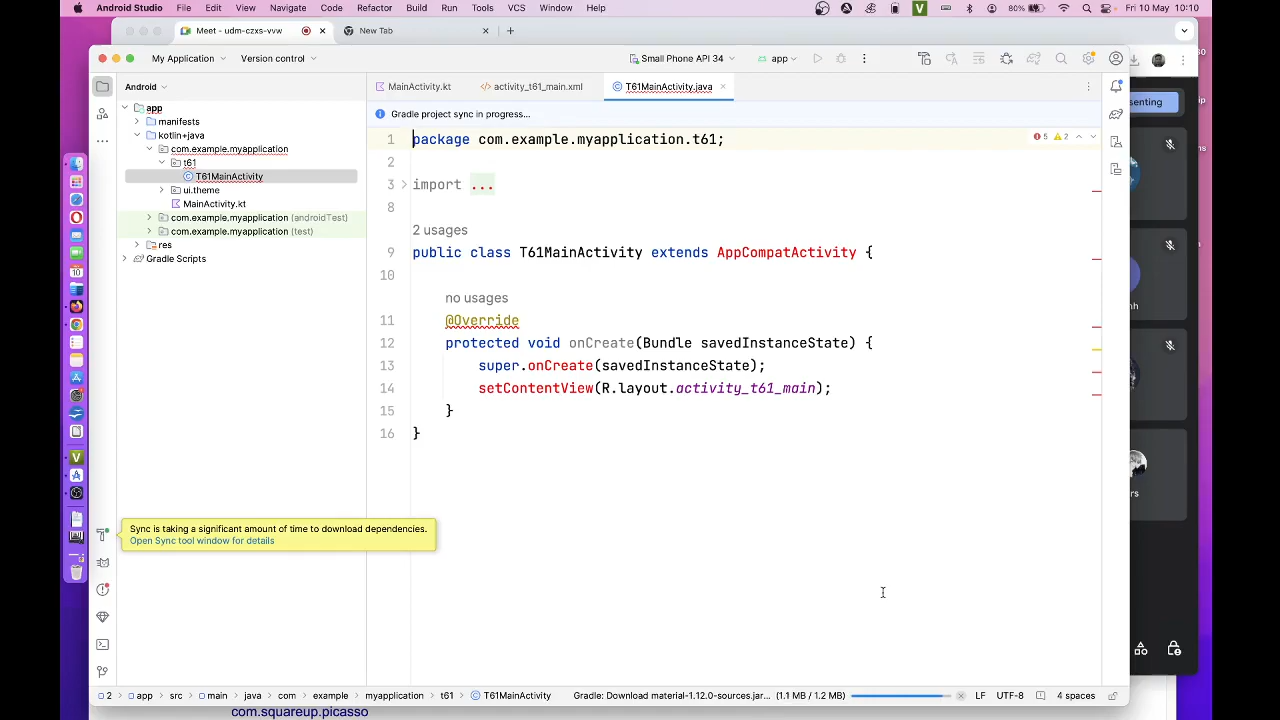 Android Studio File Edit View Navigate Code Refactor Build Run Tools VCS Window Help 80% Fri 10 May 10:10
Meet - udm-czxs-vvw New Tab
My Application Version control Small Phone API 34 app
Android MainActivity.kt activity_t61_main.xml T61MainActivity.java
Gradle project sync in progress...
app
manifests
kotlin+java
com.example.myapplication
t61
T61MainActivity
ui.theme
MainActivity.kt
com.example.myapplication (androidTest)
com.example.myapplication (test)
res
Gradle Scripts
5 2
1 package com.example.myapplication.t61;
2
3 import ...
8
2 usages
9 public class T61MainActivity extends AppCompatActivity {
10
no usages
11 @Override
12 protected void onCreate(Bundle savedInstanceState) {
13 super.onCreate(savedInstanceState);
14 setContentView(R.layout.activity_t61_main);
15 }
16 }
Sync is taking a significant amount of time to download dependencies.
Open Sync tool window for details
senting
nh
rs
2 app src main java com example myapplication t61 T61MainActivity Gradle: Download material-1.12.0-sources.jar... (1.1 MB / 1.2 MB) LF UTF-8 4 spaces
com.squareup.picasso